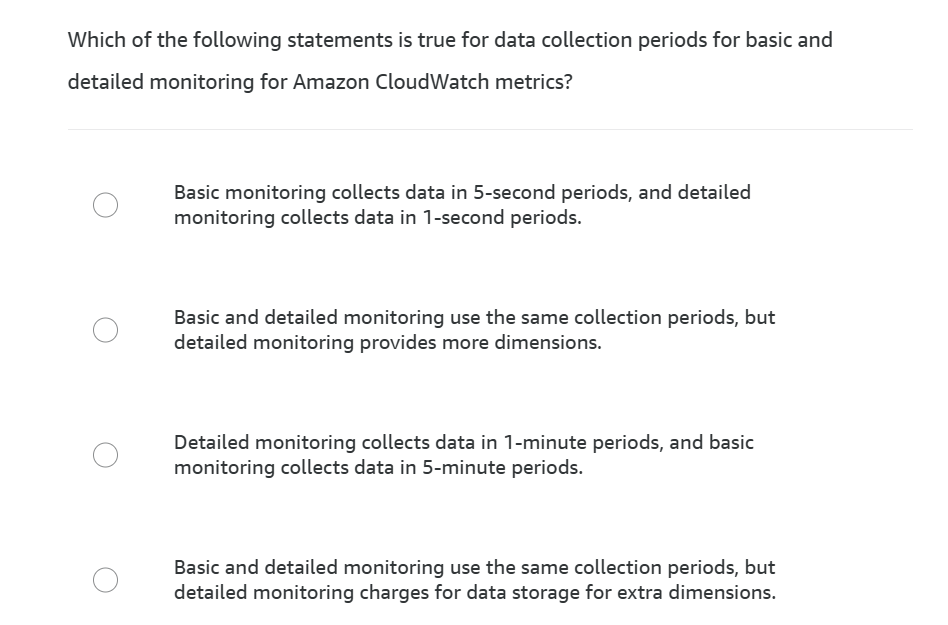 Which of the following statements is true for data collection periods for basic and
detailed monitoring for Amazon CloudWatch metrics?
Basic monitoring collects data in 5-second periods, and detailed
monitoring collects data in 1-second periods.
Basic and detailed monitoring use the same collection periods, but
detailed monitoring provides more dimensions.
Detailed monitoring collects data in 1-minute periods, and basic
monitoring collects data in 5-minute periods.
Basic and detailed monitoring use the same collection periods, but
detailed monitoring charges for data storage for extra dimensions.